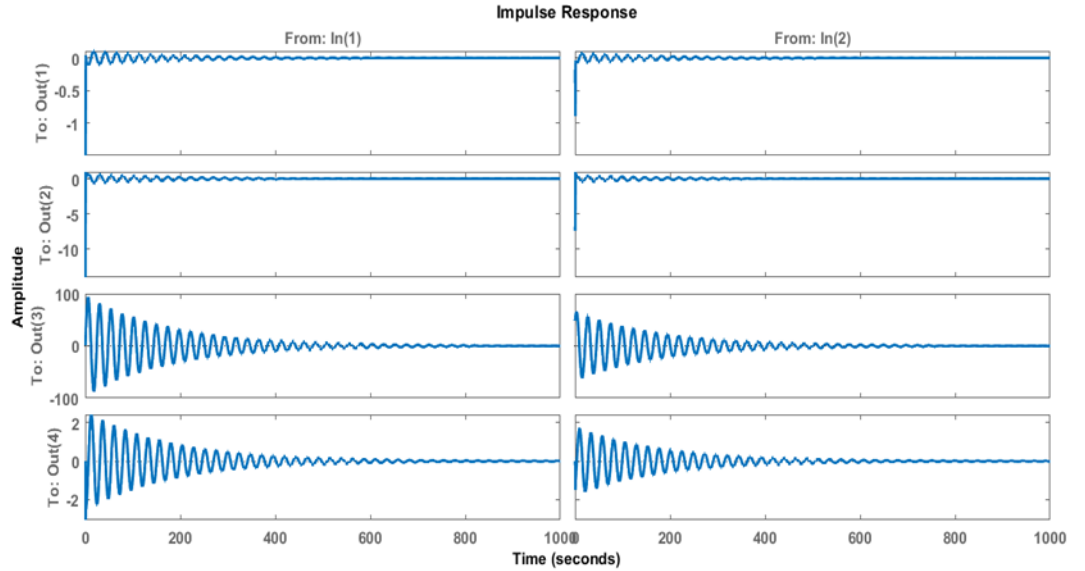 Impulse Response
From: In(1)
From: In(2)
Amplitude
To: Out(1)
0
-0.5
-1
To: Out(2)
0
-5
-10
To: Out(3)
100
0
-100
To: Out(4)
2
0
-2
0 200 400 600 800 1000
0 200 400 600 800 1000
Time (seconds)